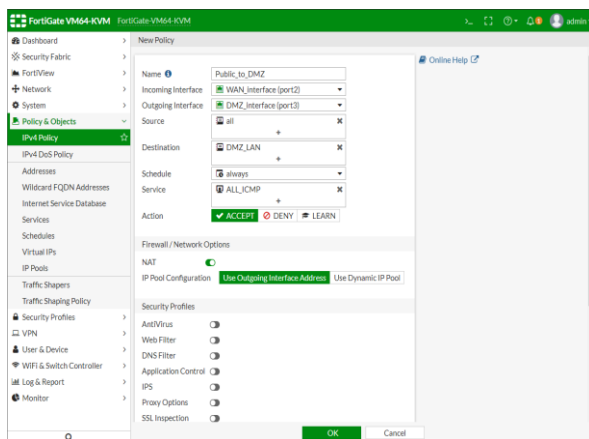 FortiGate VM64-KVM FortiGate-VM64-KVM
>_ admin
Dashboard
Security Fabric
FortiView
Network
System
Policy & Objects
IPv4 Policy
IPv4 DoS Policy
Addresses
Wildcard FQDN Addresses
Internet Service Database
Services
Schedules
Virtual IPs
IP Pools
Traffic Shapers
Traffic Shaping Policy
Security Profiles
VPN
User & Device
WiFi & Switch Controller
Log & Report
Monitor
New Policy
Name Public_to_DMZ
Incoming Interface WAN_interface (port2)
Outgoing Interface DMZ_Interface (port3)
Source all
+
Destination DMZ_LAN
+
Schedule always
Service ALL_ICMP
+
Action ACCEPT DENY LEARN
Firewall / Network Options
NAT
IP Pool Configuration Use Outgoing Interface Address Use Dynamic IP Pool
Security Profiles
AntiVirus
Web Filter
DNS Filter
Application Control
IPS
Proxy Options
SSL Inspection
OK Cancel
Online Help